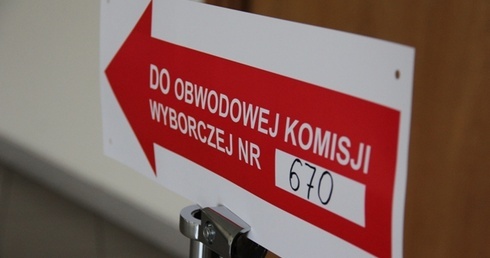 DO OBWODOWEJ KOMISJI
WYBORCZEJ NR 670